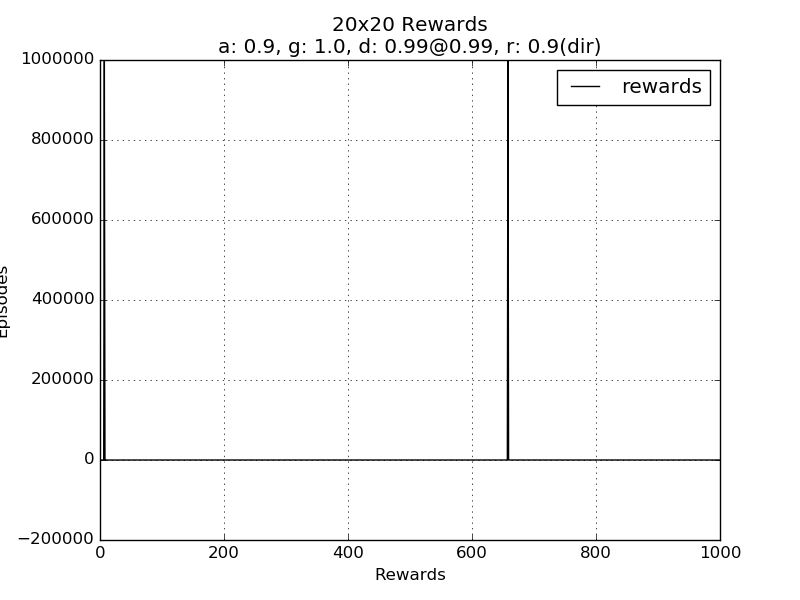 20x20 Rewards
a: 0.9, g: 1.0, d: 0.99@0.99, r: 0.9(dir)
1000000
800000
600000
400000
200000
0
−200000
Episodes
rewards
0 200 400 600 800 1000
Rewards